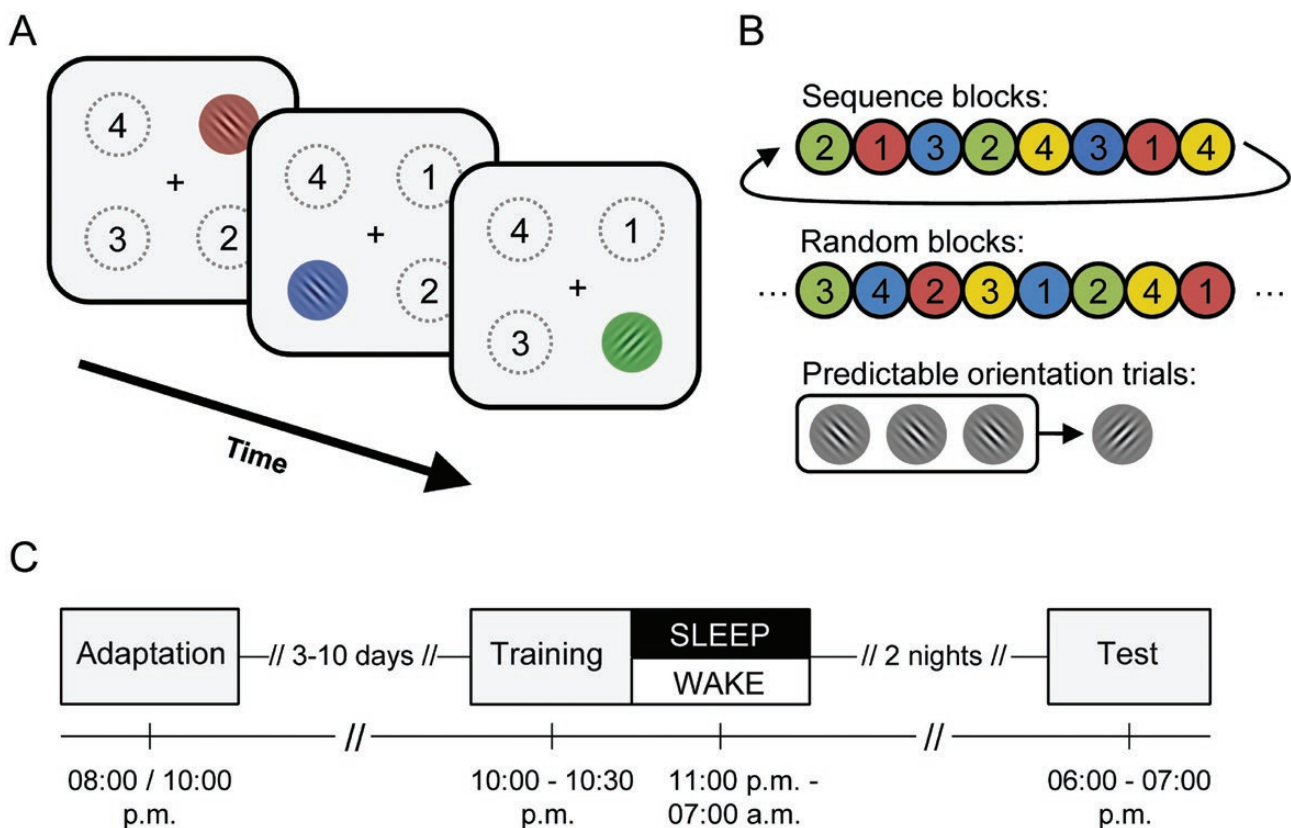 A
4
+
3 2
4 1
+
2
4 1
+
3
Time
B
Sequence blocks:
2 1 3 2 4 3 1 4
Random blocks:
... 3 4 2 3 1 2 4 1 ...
Predictable orientation trials:
C
Adaptation // 3-10 days // Training SLEEP // 2 nights // Test
WAKE
// //
08:00 / 10:00 10:00 - 10:30 11:00 p.m. - 06:00 - 07:00
p.m. p.m. 07:00 a.m. p.m.